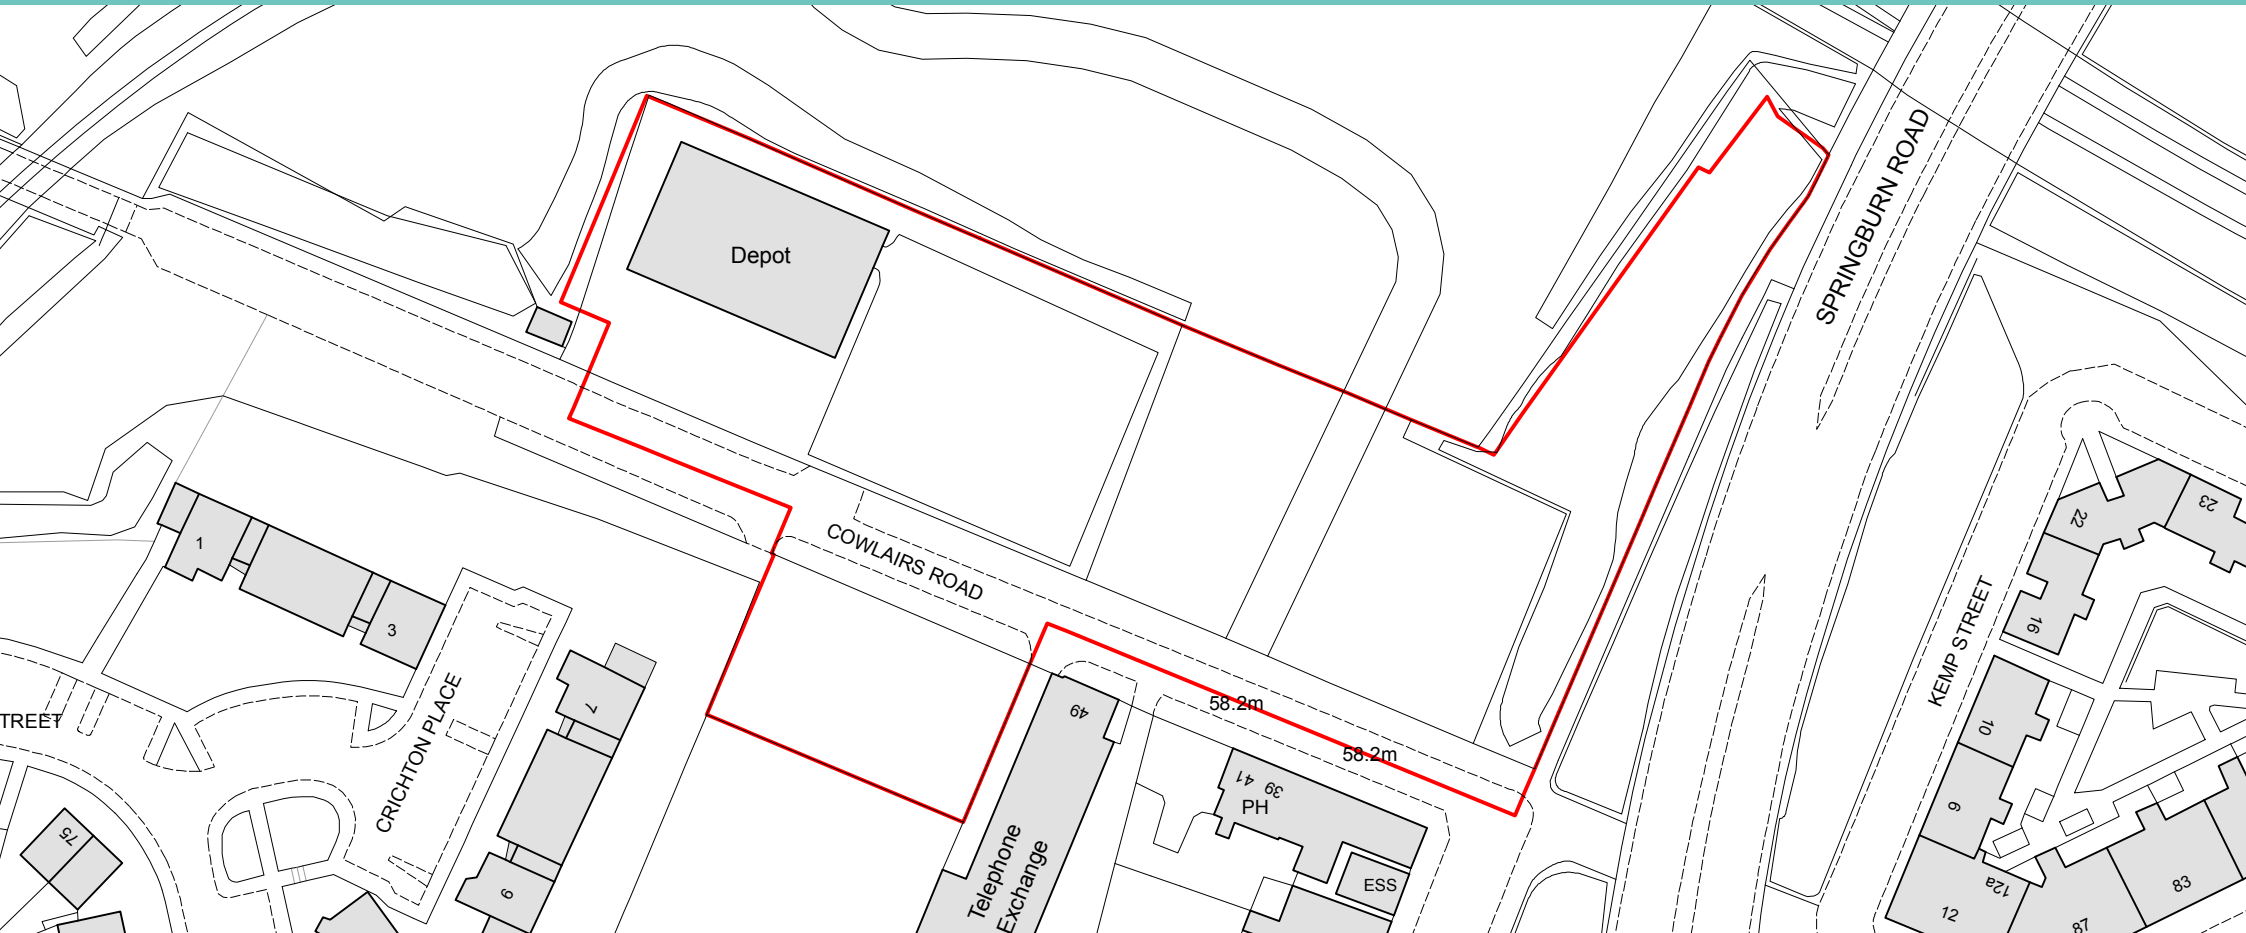 Depot
SPRINGBURN ROAD
COWLAIRS ROAD
KEMP STREET
CRICHTON PLACE
TREET
1
3
7
9
75
49
58.2m
58.2m
41
39
PH
ESS
Telephone
Exchange
22
23
16
10
9
12a
12
87
83